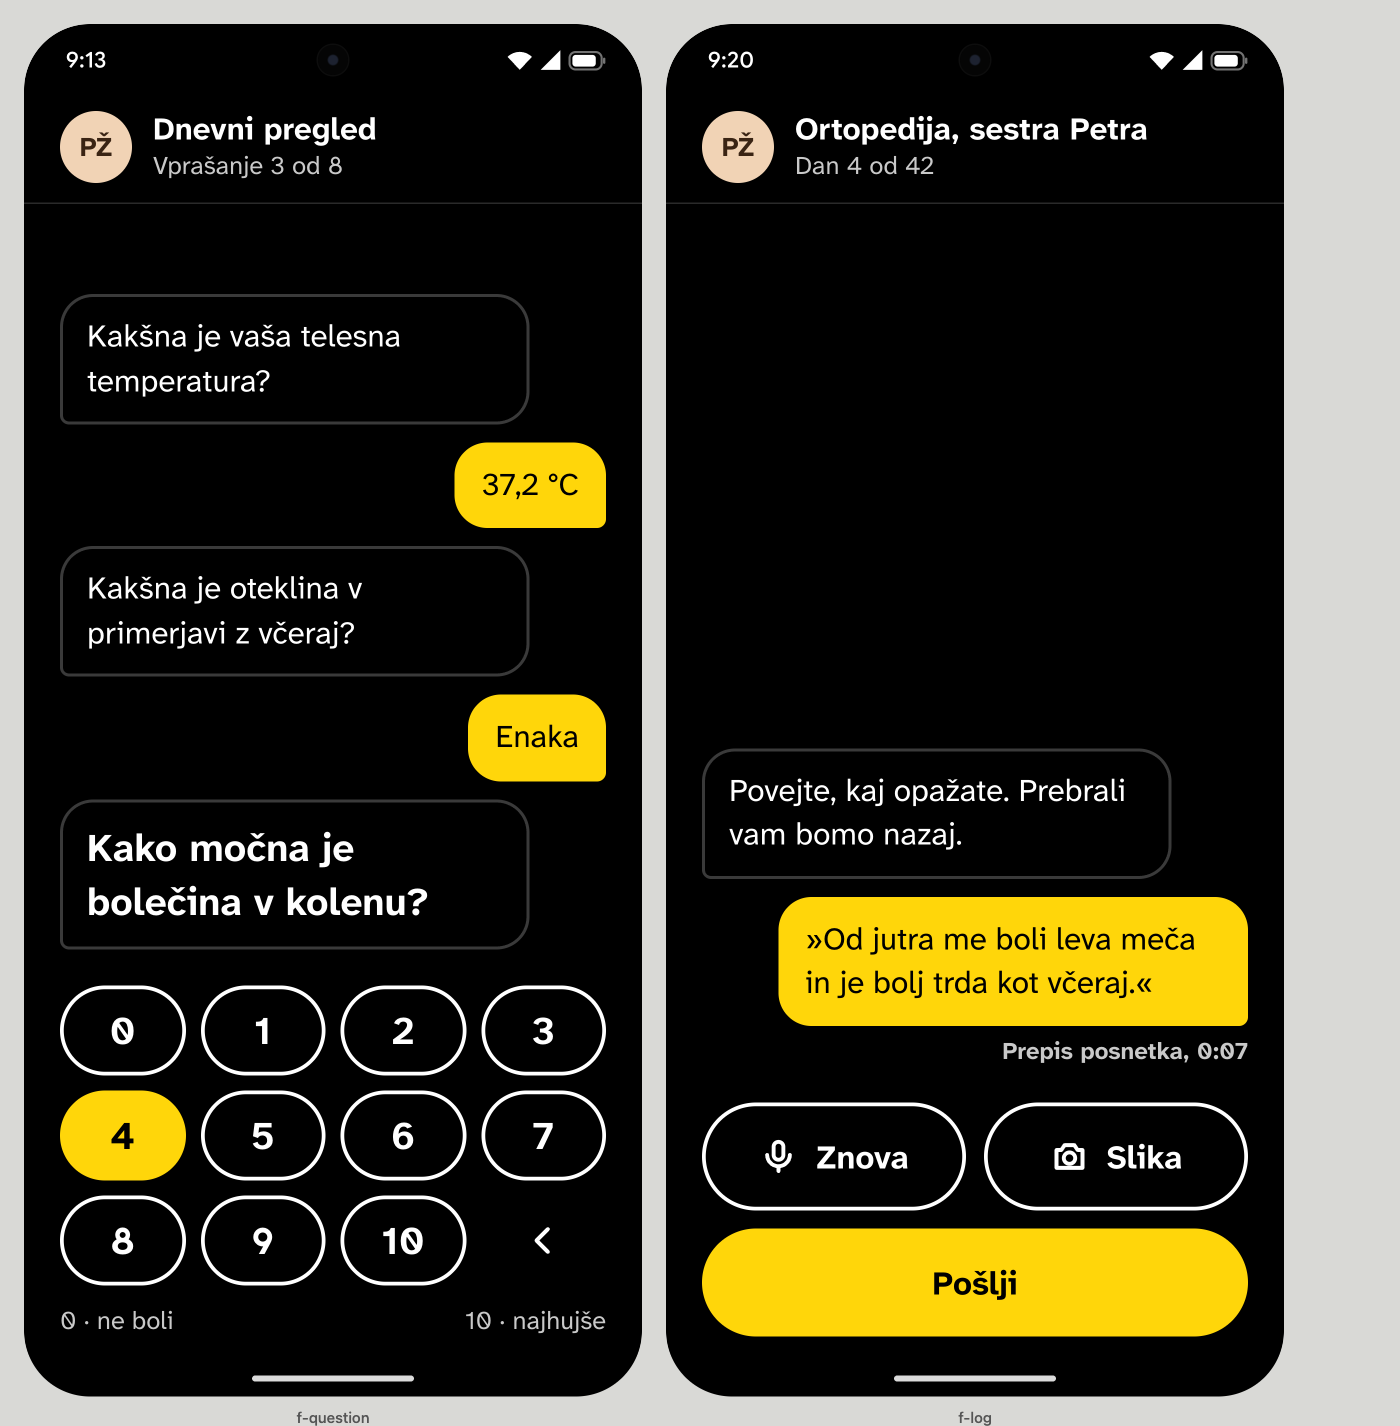 9:13
PŽ
Dnevni pregled
Vprašanje 3 od 8
Kakšna je vaša telesna
temperatura?
37,2 °C
Kakšna je oteklina v
primerjavi z včeraj?
Enaka
Kako močna je
bolečina v kolenu?
0 1 2 3
4 5 6 7
8 9 10
0 · ne boli
10 · najhujše
f-question
9:20
PŽ
Ortopedija, sestra Petra
Dan 4 od 42
Povejte, kaj opažate. Prebrali
vam bomo nazaj.
»Od jutra me boli leva meča
in je bolj trda kot včeraj.«
Prepis posnetka, 0:07
Znova
Slika
Pošlji
f-log